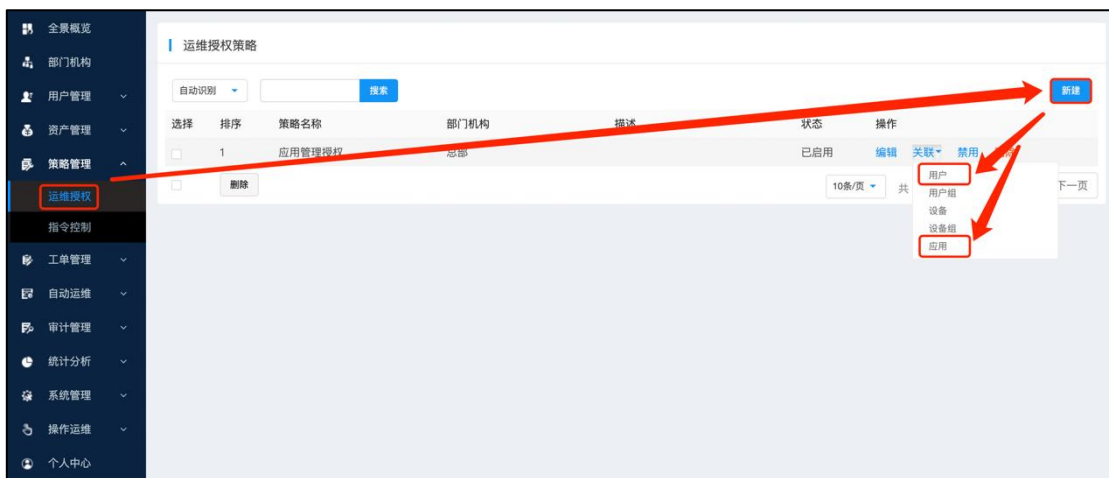 全景概览
部门机构
用户管理
资产管理
策略管理
运维授权
指令控制
工单管理
自动运维
审计管理
统计分析
系统管理
操作运维
个人中心
运维授权策略
自动识别 搜索 新建
选择 排序 策略名称 部门机构 描述 状态 操作
1 应用管理授权 总部 已启用 编辑 关联 禁用 删除
删除 10条/页 共 下一页
用户
用户组
设备
设备组
应用